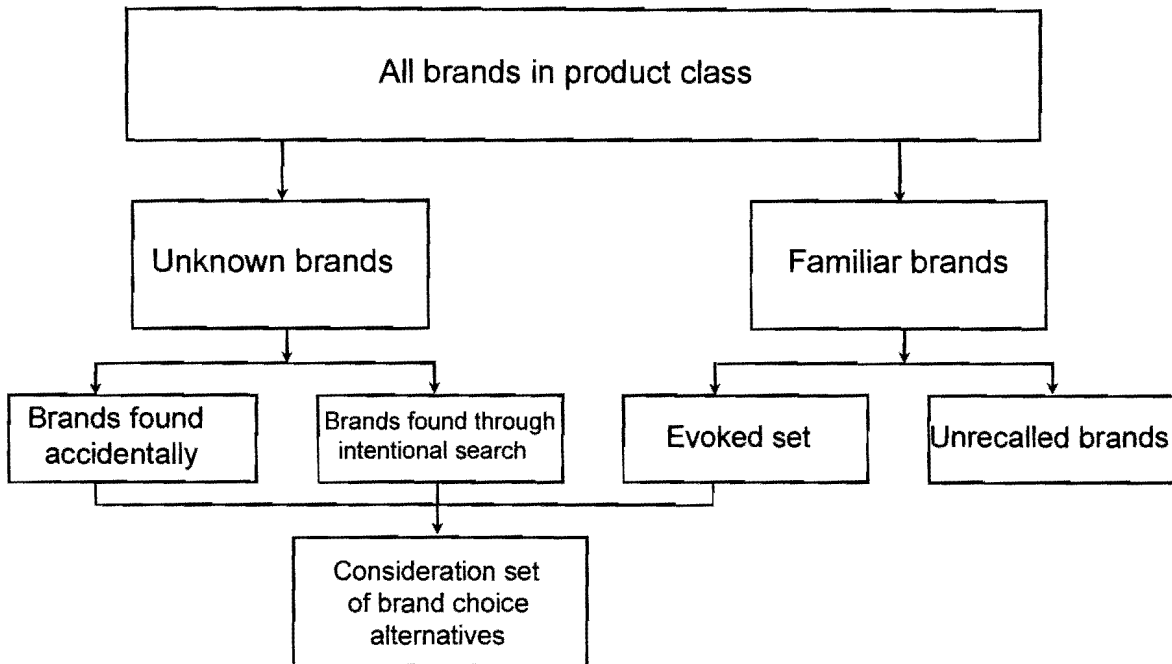 All brands in product class
Unknown brands
Familiar brands
Brands found
accidentally
Brands found through
intentional search
Evoked set
Unrecalled brands
Consideration set
of brand choice
alternatives